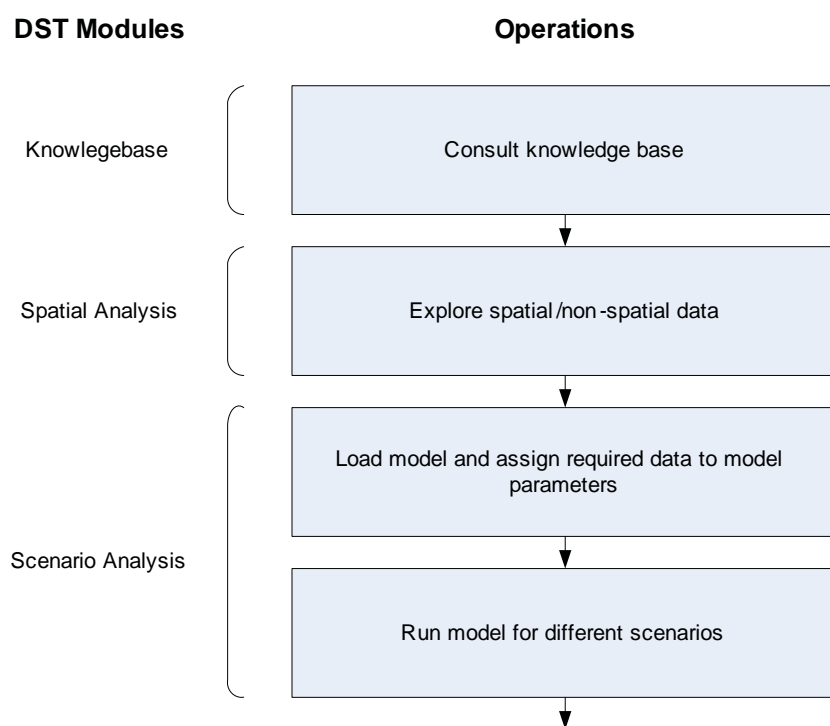 DST Modules
Operations
Knowlegebase
Consult knowledge base
Spatial Analysis
Explore spatial/non-spatial data
Scenario Analysis
Load model and assign required data to model
parameters
Run model for different scenarios